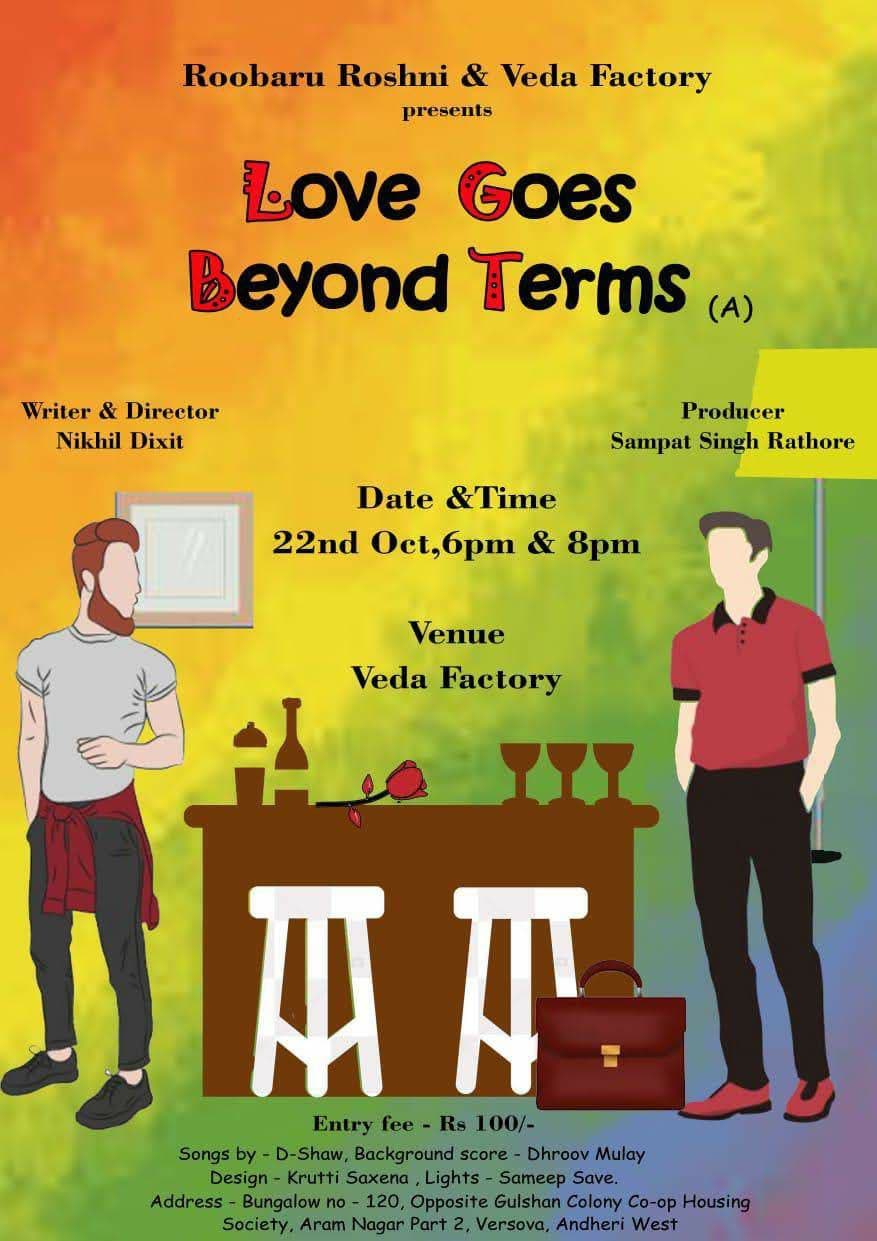 Roobaru Roshni & Veda Factory
presents
Love Goes
Beyond Terms (A)
Writer & Director
Nikhil Dixit
Producer
Sampat Singh Rathore
Date &Time
22nd Oct,6pm & 8pm
Venue
Veda Factory
Entry fee - Rs 100/-
Songs by - D-Shaw, Background score - Dhroov Mulay
Design - Krutti Saxena , Lights - Sameep Save.
Address - Bungalow no - 120, Opposite Gulshan Colony Co-op Housing
Society, Aram Nagar Part 2, Versova, Andheri West